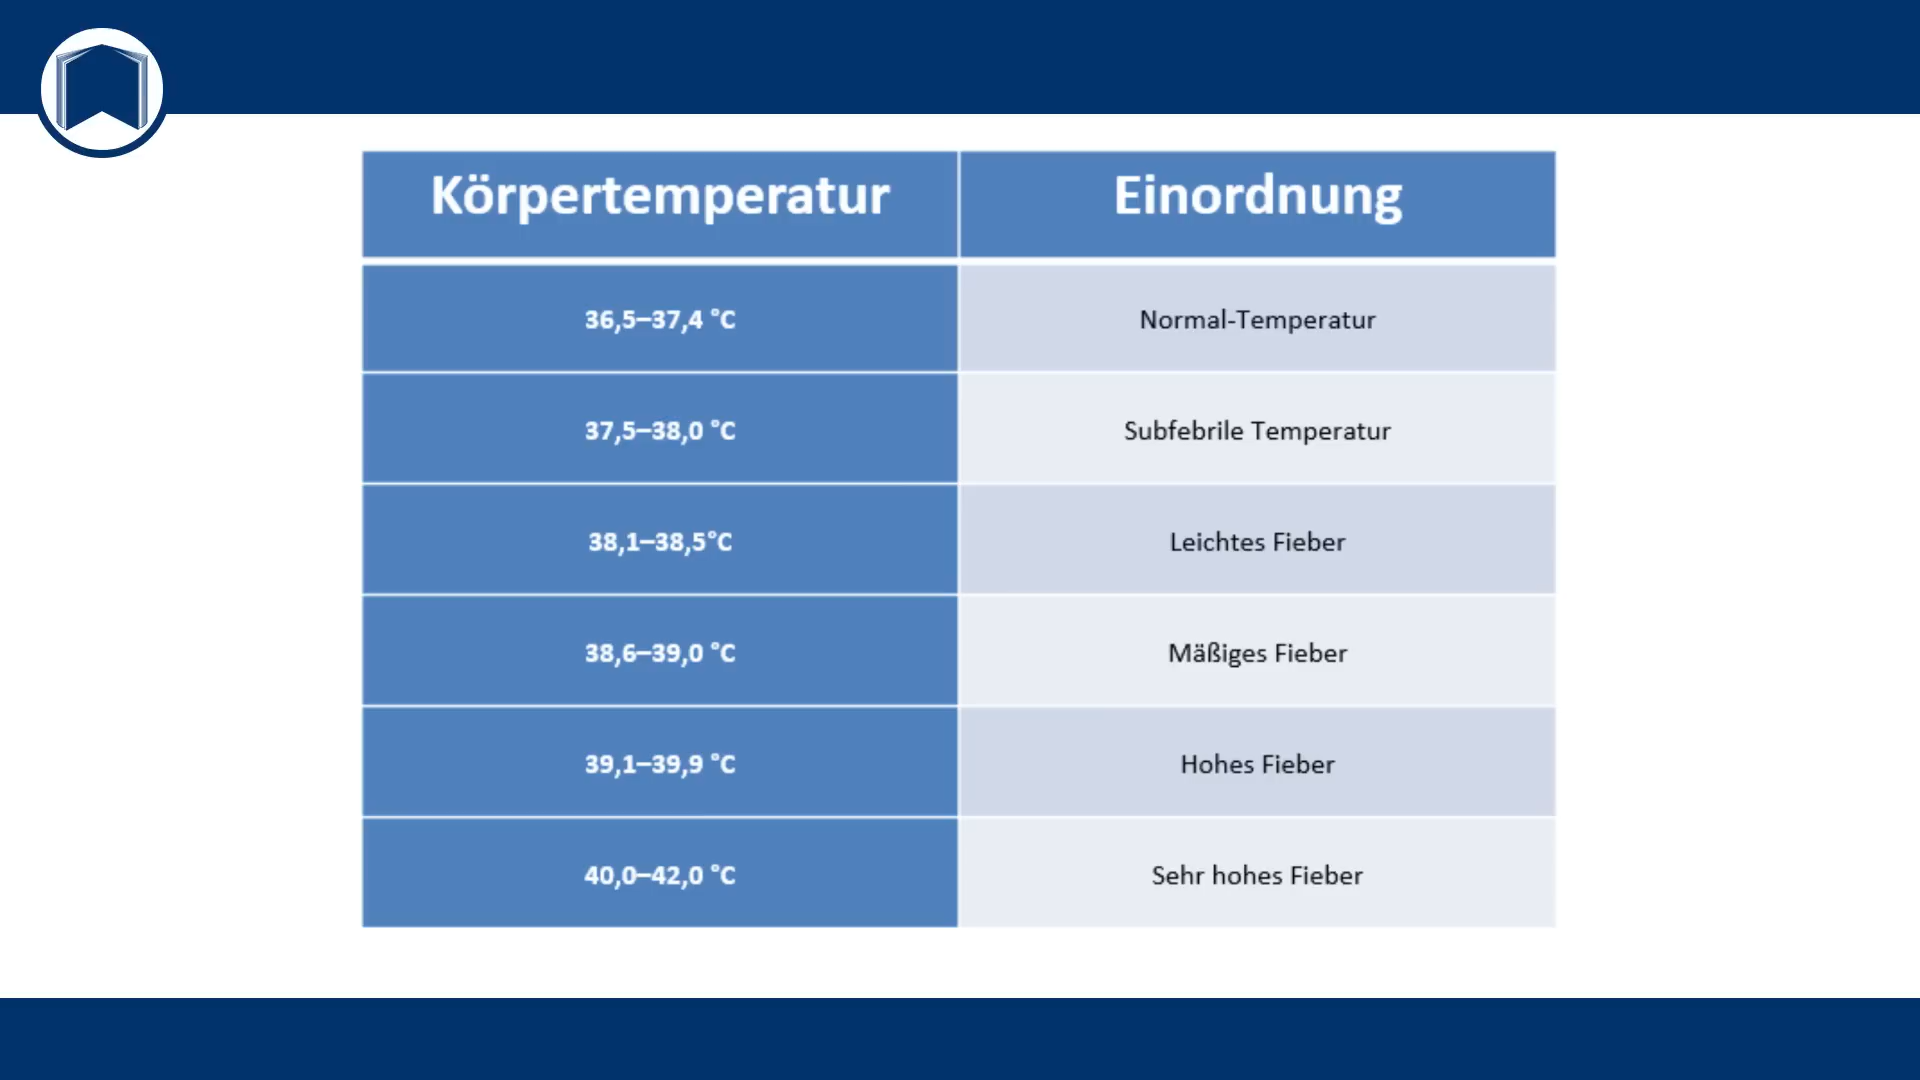 Körpertemperatur Einordnung
36,5–37,4 °C Normal-Temperatur
37,5–38,0 °C Subfebrile Temperatur
38,1–38,5°C Leichtes Fieber
38,6–39,0 °C Mäßiges Fieber
39,1–39,9 °C Hohes Fieber
40,0–42,0 °C Sehr hohes Fieber